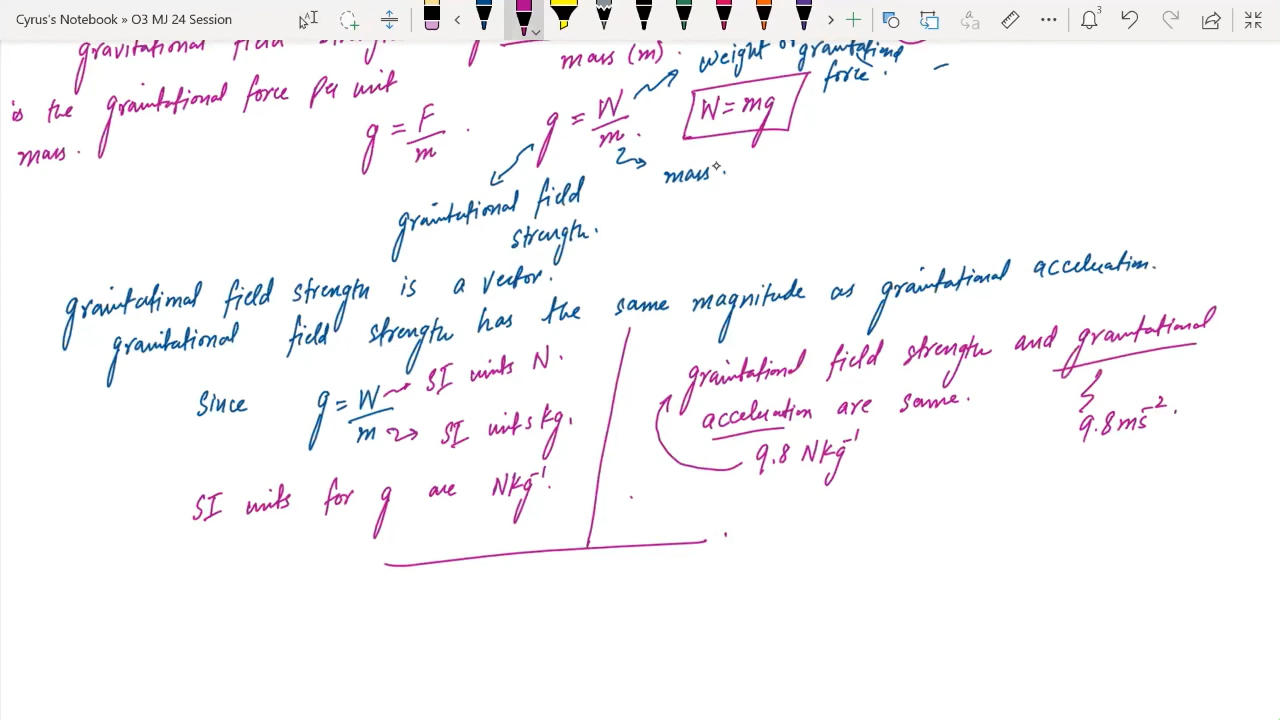 Cyrus's Notebook » O3 MJ 24 Session
3
gravitational field strength
mass (m).
weight or gravitational
force.
is the gravitational force per unit
mass.
g = F/m.
g = W/m.
W = mg
mass.
gravitational field
strength.
gravitational field strength is a vector.
gravitational field strength has the same magnitude as gravitational acceleration.
Since g = W/m
SI units N.
SI units kg.
SI units for g are Nkg⁻¹.
gravitational field strength and gravitational
acceleration are same.
9.8 Nkg⁻¹
9.8ms⁻².